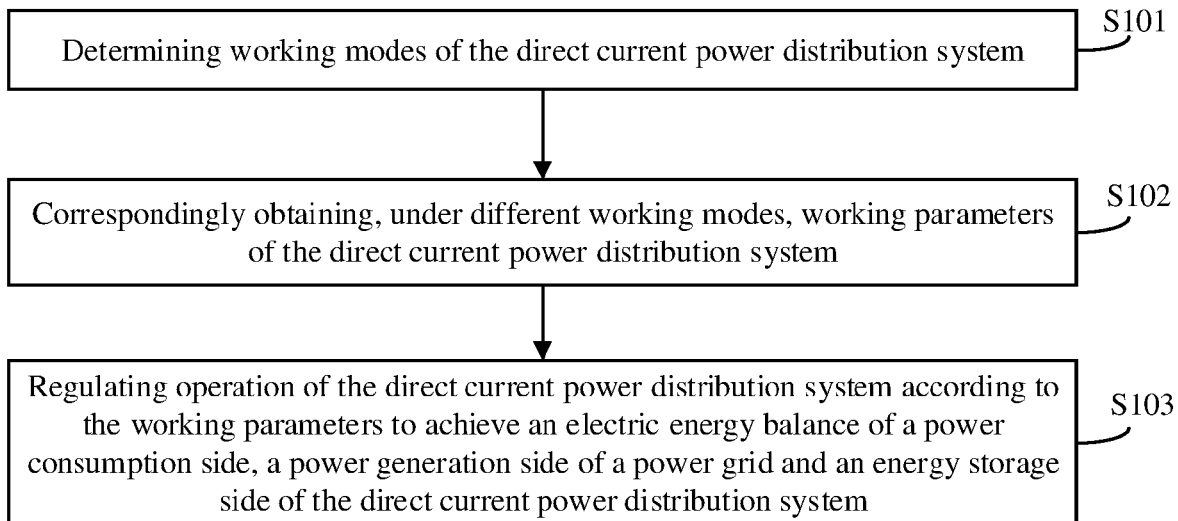 S101
Determining working modes of the direct current power distribution system
S102
Correspondingly obtaining, under different working modes, working parameters
of the direct current power distribution system
Regulating operation of the direct current power distribution system according to
the working parameters to achieve an electric energy balance of a power
S103
consumption side, a power generation side of a power grid and an energy storage
side of the direct current power distribution system